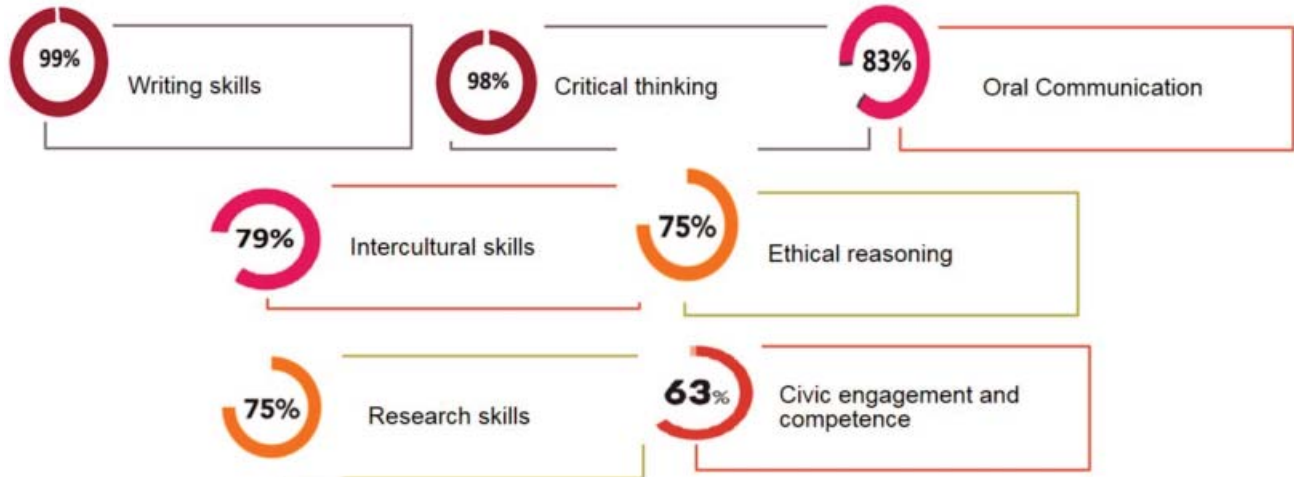 99%
Writing skills
98%
Critical thinking
83%
Oral Communication
79%
Intercultural skills
75%
Ethical reasoning
75%
Research skills
63%
Civic engagement and
competence